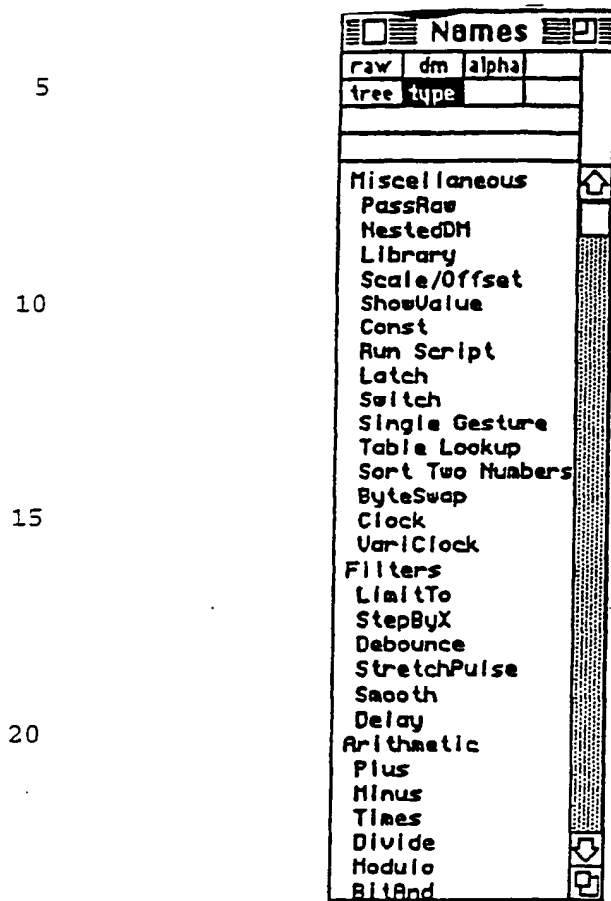 Names
raw dm alpha
5
tree type
Miscellaneous
PassRaw
NestedDM
Library
Scale/Offset
10
ShowValue
Const
Run Script
Latch
Switch
Single Gesture
Table Lookup
Sort Two Numbers
ByteSwap
15
Clock
VariClock
Filters
LimitTo
StepByX
Debounce
StretchPulse
Smooth
Delay
20
Arithmetic
Plus
Minus
Times
Divide
Modulo
BitAnd